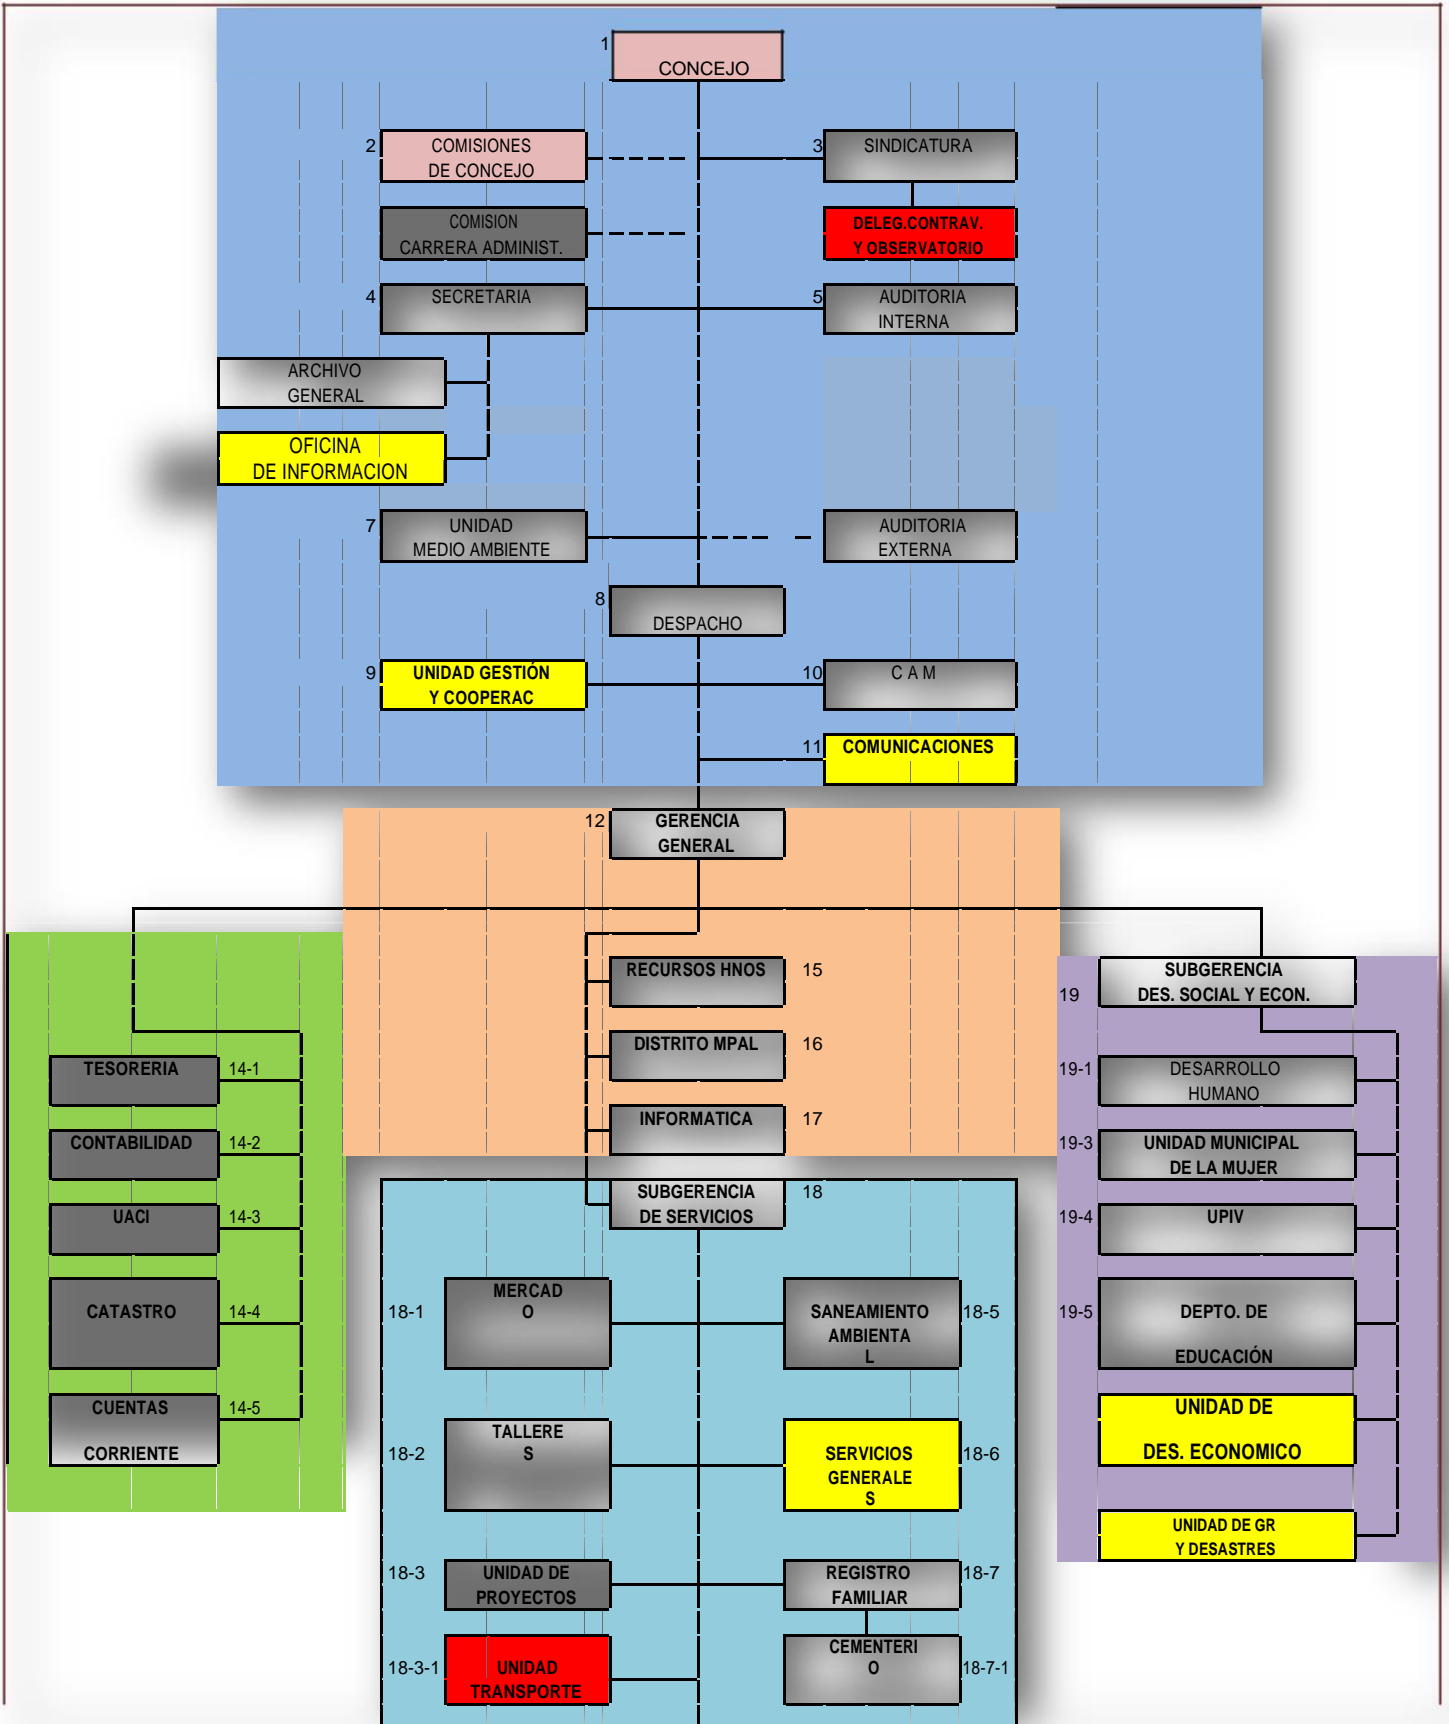 1
CONCEJO
2
COMISIONES
DE CONCEJO
3
SINDICATURA
COMISION
CARRERA ADMINIST.
DELEG.CONTRAV.
Y OBSERVATORIO
4
SECRETARIA
5
AUDITORIA
INTERNA
ARCHIVO
GENERAL
OFICINA
DE INFORMACION
7
UNIDAD
MEDIO AMBIENTE
AUDITORIA
EXTERNA
8
DESPACHO
9
UNIDAD GESTIÓN
Y COOPERAC
10
C A M
11
COMUNICACIONES
12
GERENCIA
GENERAL
RECURSOS HNOS
15
DISTRITO MPAL
16
INFORMATICA
17
SUBGERENCIA
DE SERVICIOS
18
TESORERIA
14-1
CONTABILIDAD
14-2
UACI
14-3
CATASTRO
14-4
CUENTAS
CORRIENTE
14-5
19
SUBGERENCIA
DES. SOCIAL Y ECON.
19-1
DESARROLLO
HUMANO
19-3
UNIDAD MUNICIPAL
DE LA MUJER
19-4
UPIV
19-5
DEPTO. DE
EDUCACIÓN
UNIDAD DE
DES. ECONOMICO
UNIDAD DE GR
Y DESASTRES
18-1
MERCAD
O
SANEAMIENTO
AMBIENTA
L
18-5
18-2
TALLERE
S
SERVICIOS
GENERALE
S
18-6
18-3
UNIDAD DE
PROYECTOS
REGISTRO
FAMILIAR
18-7
18-3-1
UNIDAD
TRANSPORTE
CEMENTERI
O
18-7-1